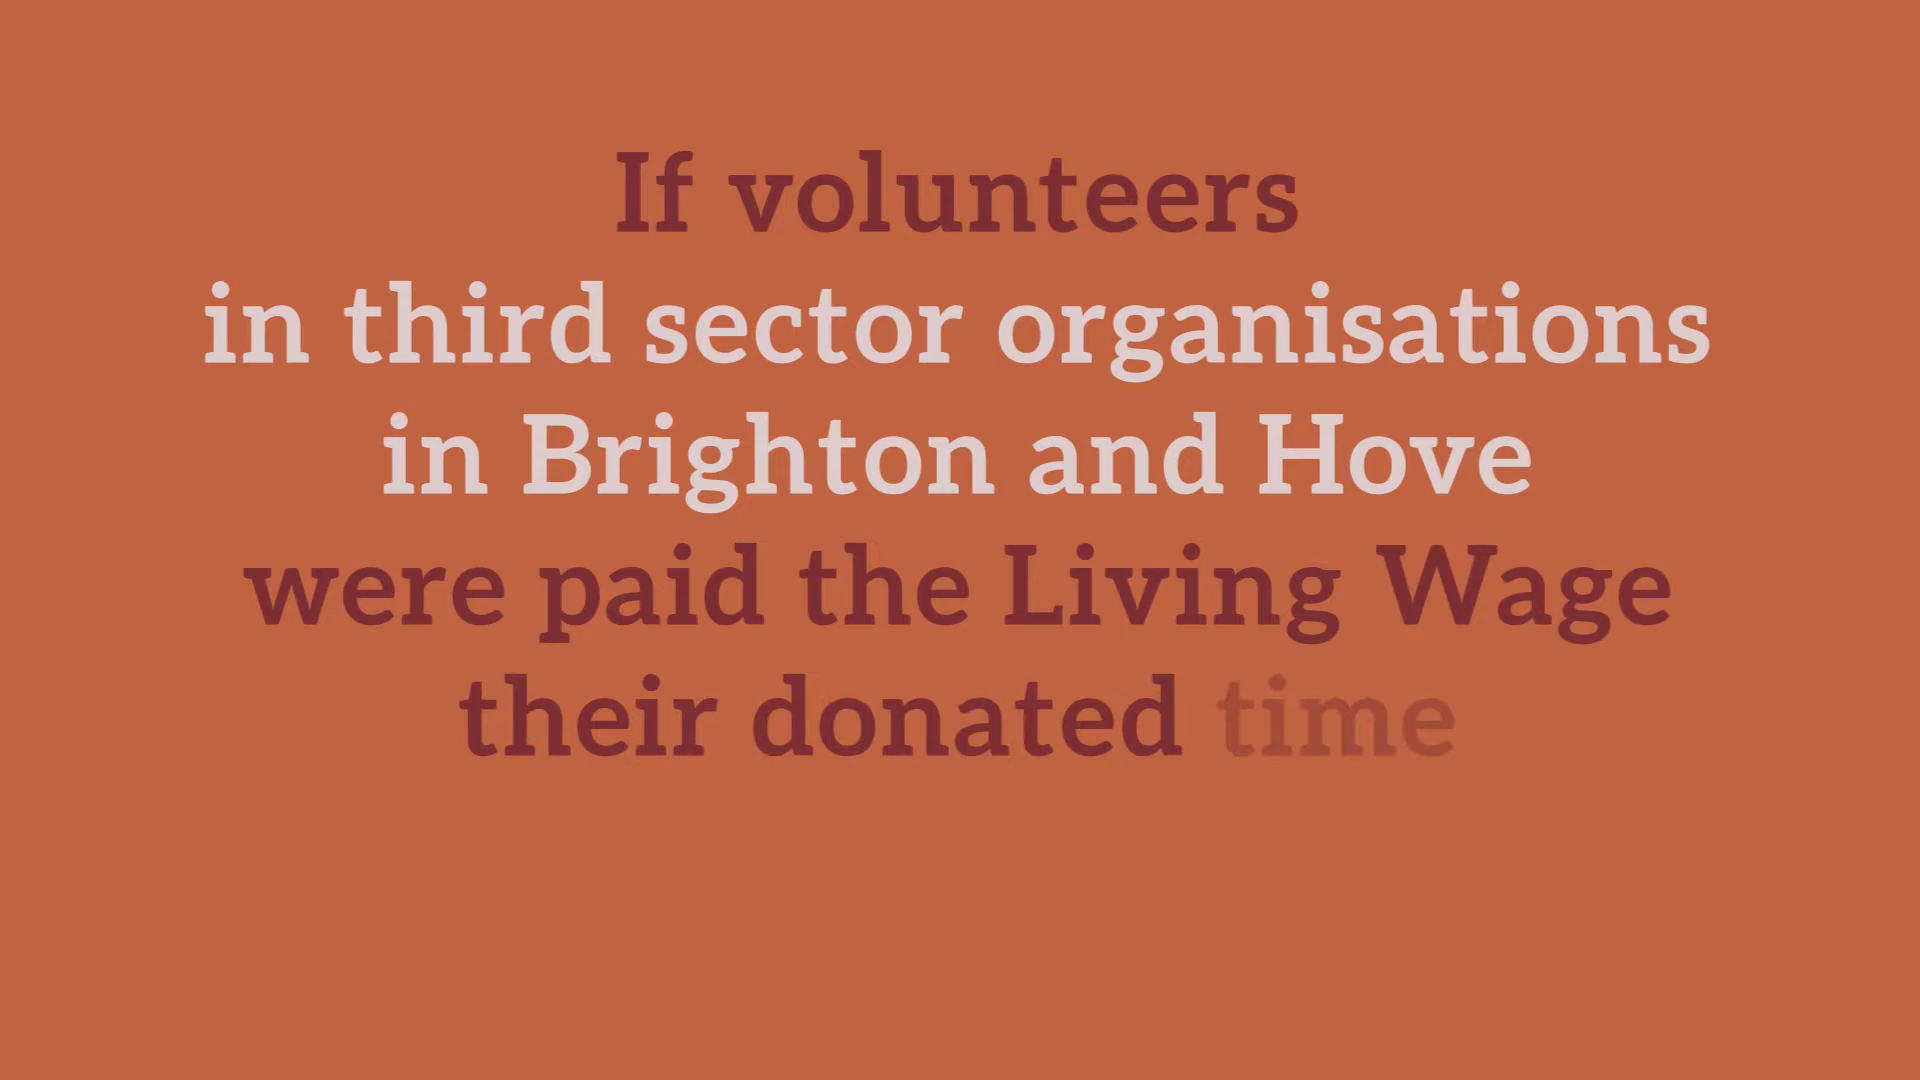 If volunteers
in third sector organisations
in Brighton and Hove
were paid the Living Wage
their donated time